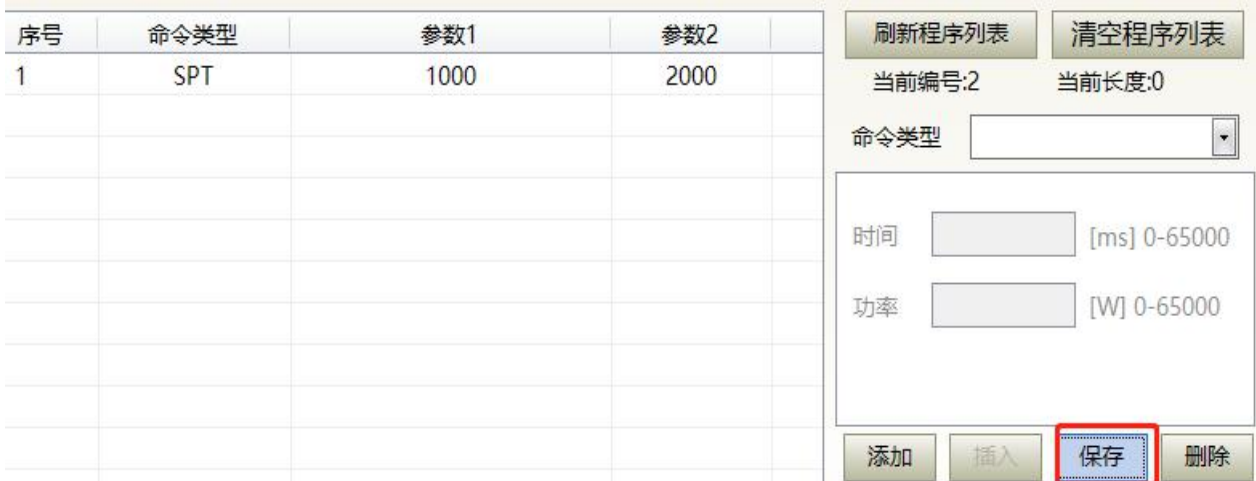 序号 命令类型 参数1 参数2
1 SPT 1000 2000
刷新程序列表 清空程序列表
当前编号:2 当前长度:0
命令类型
时间 [ms] 0-65000
功率 [W] 0-65000
添加 插入 保存 删除